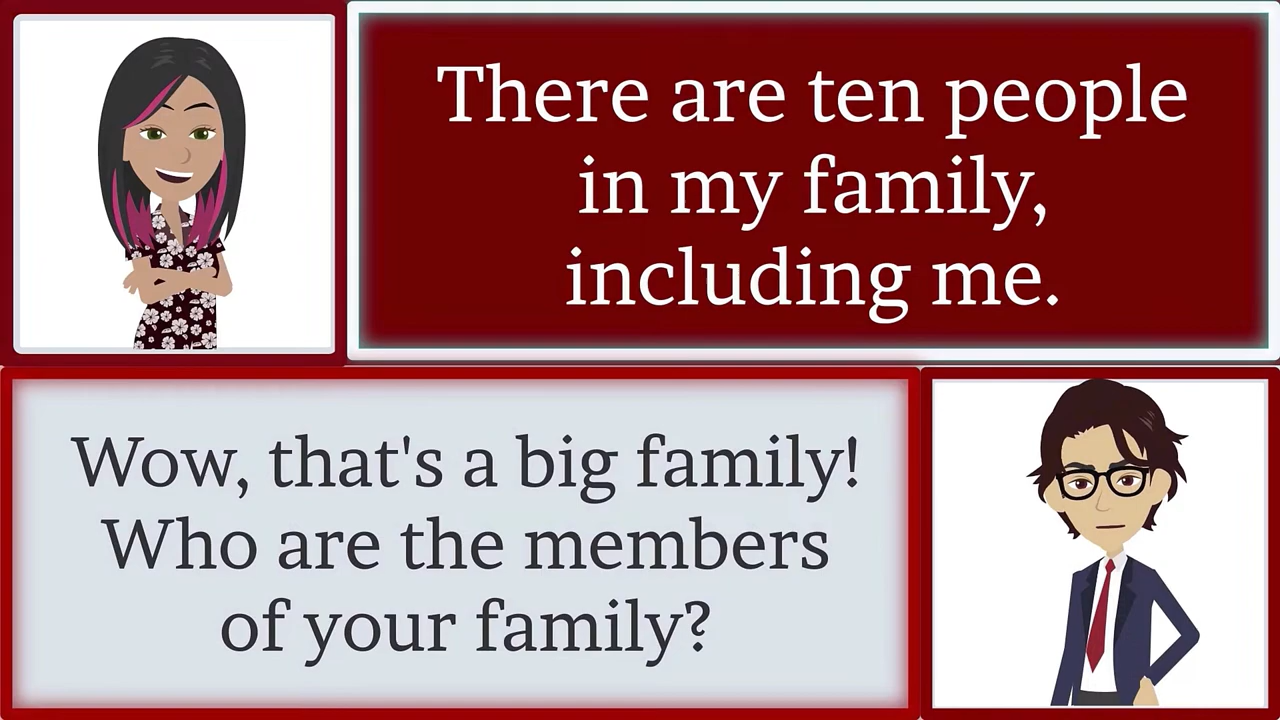 There are ten people
in my family,
including me.
Wow, that's a big family!
Who are the members
of your family?